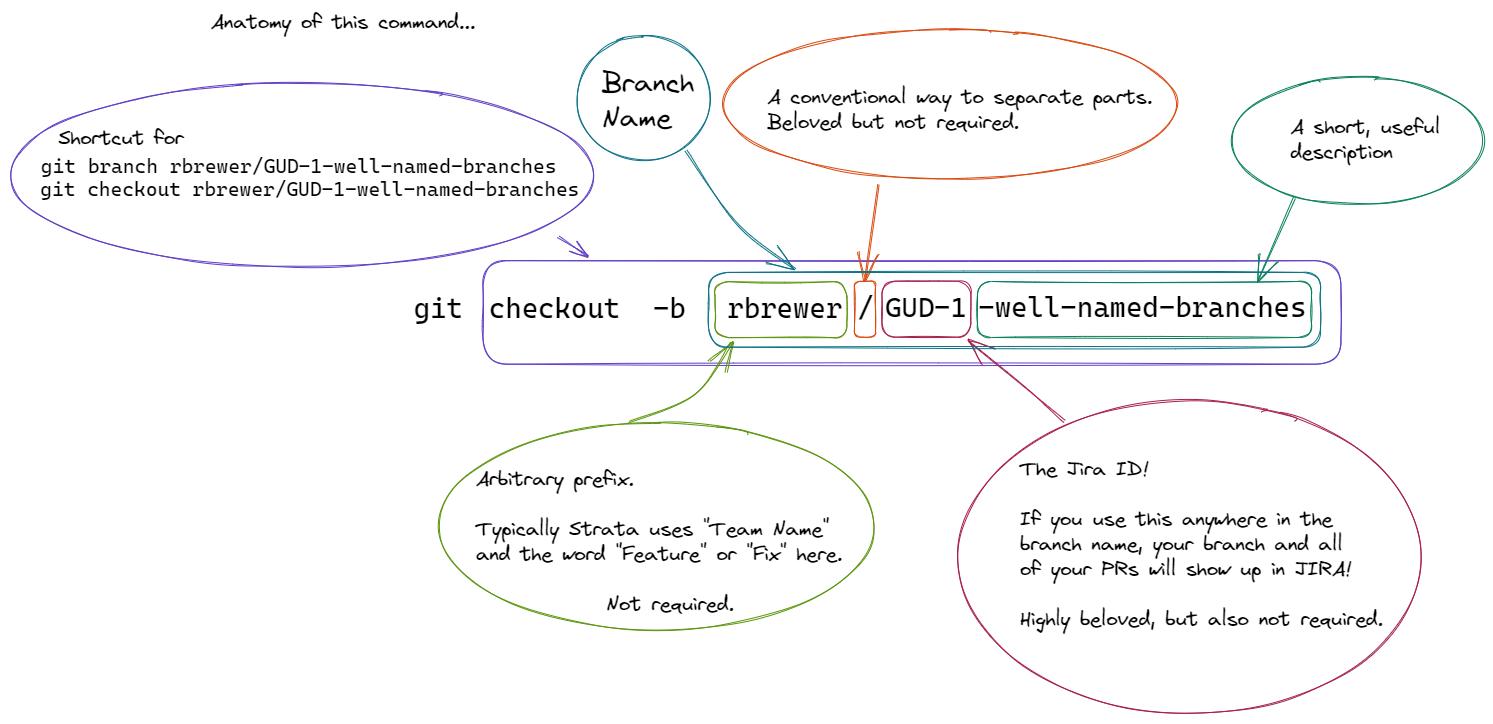 Anatomy of this command...
Branch
Name
A conventional way to separate parts.
Beloved but not required.
A short, useful
description
Shortcut for
git branch rbrewer/GUD-1-well-named-branches
git checkout rbrewer/GUD-1-well-named-branches
git checkout -b rbrewer/GUD-1-well-named-branches
Arbitrary prefix.
Typically Strata uses "Team Name"
and the word "Feature" or "Fix" here.
Not required.
The Jira ID!
If you use this anywhere in the
branch name, your branch and all
of your PRs will show up in JIRA!
Highly beloved, but also not required.